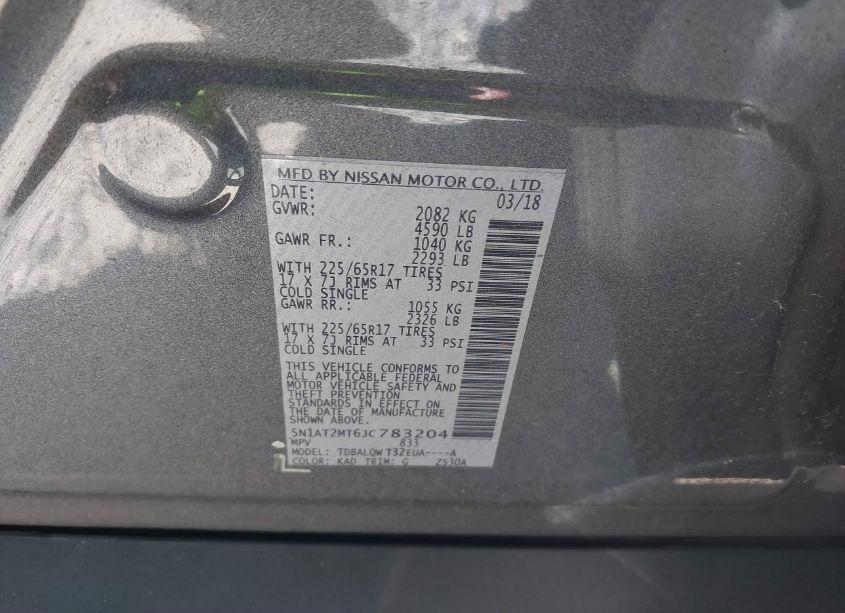 MFD BY NISSAN MOTOR CO., LTD.
DATE: 03/18
GVWR: 2082 KG
4590 LB
GAWR FR.: 1040 KG
2293 LB
WITH 225/65R17 TIRES
17 X 7J RIMS AT 33 PSI
COLD SINGLE
GAWR RR.: 1055 KG
2326 LB
WITH 225/65R17 TIRES
17 X 7J RIMS AT 33 PSI
COLD SINGLE
THIS VEHICLE CONFORMS TO
ALL APPLICABLE FEDERAL
MOTOR VEHICLE SAFETY AND
THEFT PREVENTION
STANDARDS IN EFFECT ON
THE DATE OF MANUFACTURE
SHOWN ABOVE.
5N1AT2MT6JC783204
MPV 833
MODEL: TDBALQW T32EUA----A
COLOR: KAD TRIM: G 2S30A